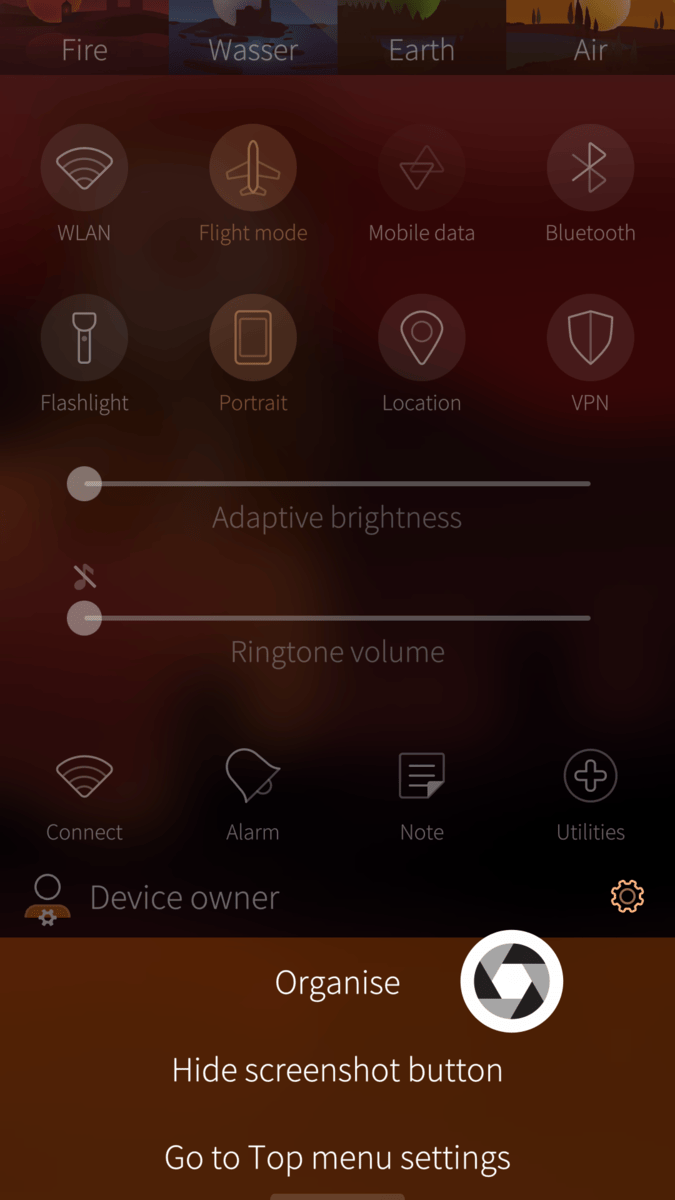 Fire Wasser Earth Air
WLAN Flight mode Mobile data Bluetooth
Flashlight Portrait Location VPN
Adaptive brightness
Ringtone volume
Connect Alarm Note Utilities
Device owner
Organise
Hide screenshot button
Go to Top menu settings